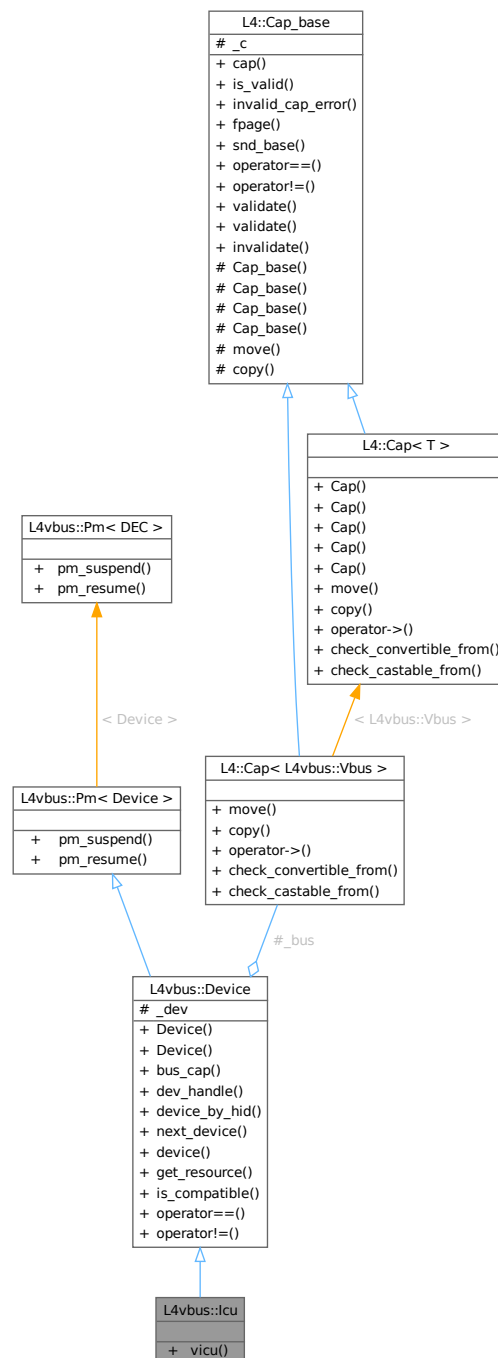 L4::Cap_base
# _c
+ cap()
+ is_valid()
+ invalid_cap_error()
+ fpage()
+ snd_base()
+ operator==()
+ operator!=()
+ validate()
+ validate()
+ invalidate()
# Cap_base()
# Cap_base()
# Cap_base()
# Cap_base()
# move()
# copy()
L4::Cap< T >
+ Cap()
+ Cap()
+ Cap()
+ Cap()
+ Cap()
+ move()
+ copy()
+ operator->()
+ check_convertible_from()
+ check_castable_from()
L4vbus::Pm< DEC >
+ pm_suspend()
+ pm_resume()
< Device >
< L4vbus::Vbus >
L4vbus::Pm< Device >
+ pm_suspend()
+ pm_resume()
L4::Cap< L4vbus::Vbus >
+ move()
+ copy()
+ operator->()
+ check_convertible_from()
+ check_castable_from()
#_bus
L4vbus::Device
# _dev
+ Device()
+ Device()
+ bus_cap()
+ dev_handle()
+ device_by_hid()
+ next_device()
+ device()
+ get_resource()
+ is_compatible()
+ operator==()
+ operator!=()
L4vbus::Icu
+ vicu()